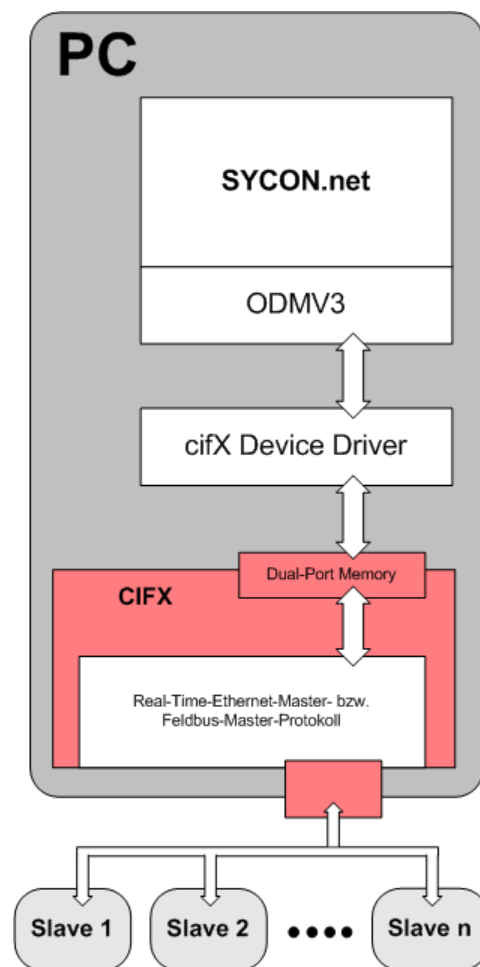 PC
SYCON.net
ODMV3
cifX Device Driver
Dual-Port Memory
CIFX
Real-Time-Ethernet-Master- bzw.
Feldbus-Master-Protokoll
Slave 1
Slave 2
Slave n